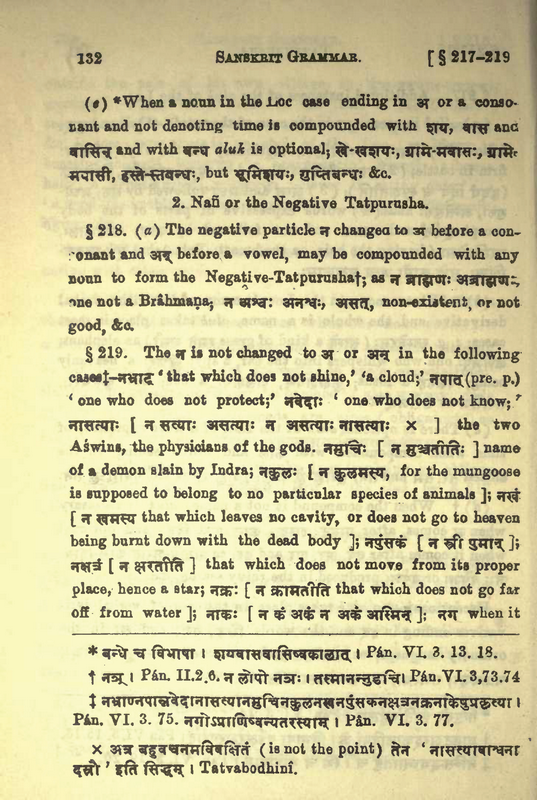 132 SANSKRIT GRAMMAR. [ § 217-219
(e) *When a noun in the Loc case ending in अ or a conso-
nant and not denoting time is compounded with शय, वास and
वासिन् and with बन्ध aluk is optional; खे-खशयः, ग्रामे-मवासः, ग्रामे-
मवासी, हस्ते-स्तबन्धः, but भूमिशयः, गुप्तिबन्धः &c.
2. Nañ or the Negative Tatpurusha.
§ 218. (a) The negative particle न changed to अ before a con-
sonant and अन् before a vowel, may be compounded with any
noun to form the Negative-Tatpurusha†; as न ब्राह्मणः अब्राह्मणः,
one not a Brâhmaṇa; न अश्वः अनश्वः, असत्, non-existent, or not
good, &c.
§ 219. The न is not changed to अ or अन् in the following
cases‡–नभ्राट् ‘ that which does not shine,’ ‘a cloud;’ नपात् (pre. p.)
‘ one who does not protect;’ नवेदाः ‘ one who does not know; ’
नासत्याः [ न सत्याः असत्याः न असत्याः नासत्याः × ] the two
Aświns, the physicians of the gods. नमुचिः [ न मुञ्चतीतिः ] name
of a demon slain by Indra; नकुलः [ न कुलमस्य, for the mungoose
is supposed to belong to no particular species of animals ]; नखं
[ न खमस्य that which leaves no cavity, or does not go to heaven
being burnt down with the dead body ]; नपुंसकं [ न स्त्री पुमान् ];
नक्षत्रं [ न क्षरतीति ] that which does not move from its proper
place, hence a star; नक्रः [ न क्रामतीति that which does not go far
off from water ]; नाकः [ न कं अकं न अकं अस्मिन् ]; नग when it
* बन्धे च विभाषा । शयवासवासिष्वकालात् । Pán. VI. 3. 13. 18.
† नञ् । Pán. II.2.6. न लोपो नञः । तस्मान्नुडचि । Pán.VI.3,73.74
‡ नभ्राण्नपान्नवेदानासत्यानमुचिनकुलनखनपुंसकनक्षत्रनक्रनाकेषुप्रकृत्या ।
Pán. VI. 3. 75. नगोऽप्राणिष्वन्यतरस्याम् । Pân. VI. 3. 77.
× अत्र बहुवचनमविवक्षितं (is not the point) तेन ‘नासत्यावश्विना
दस्रौ ’ इति सिद्धम् । Tatvabodhinî.